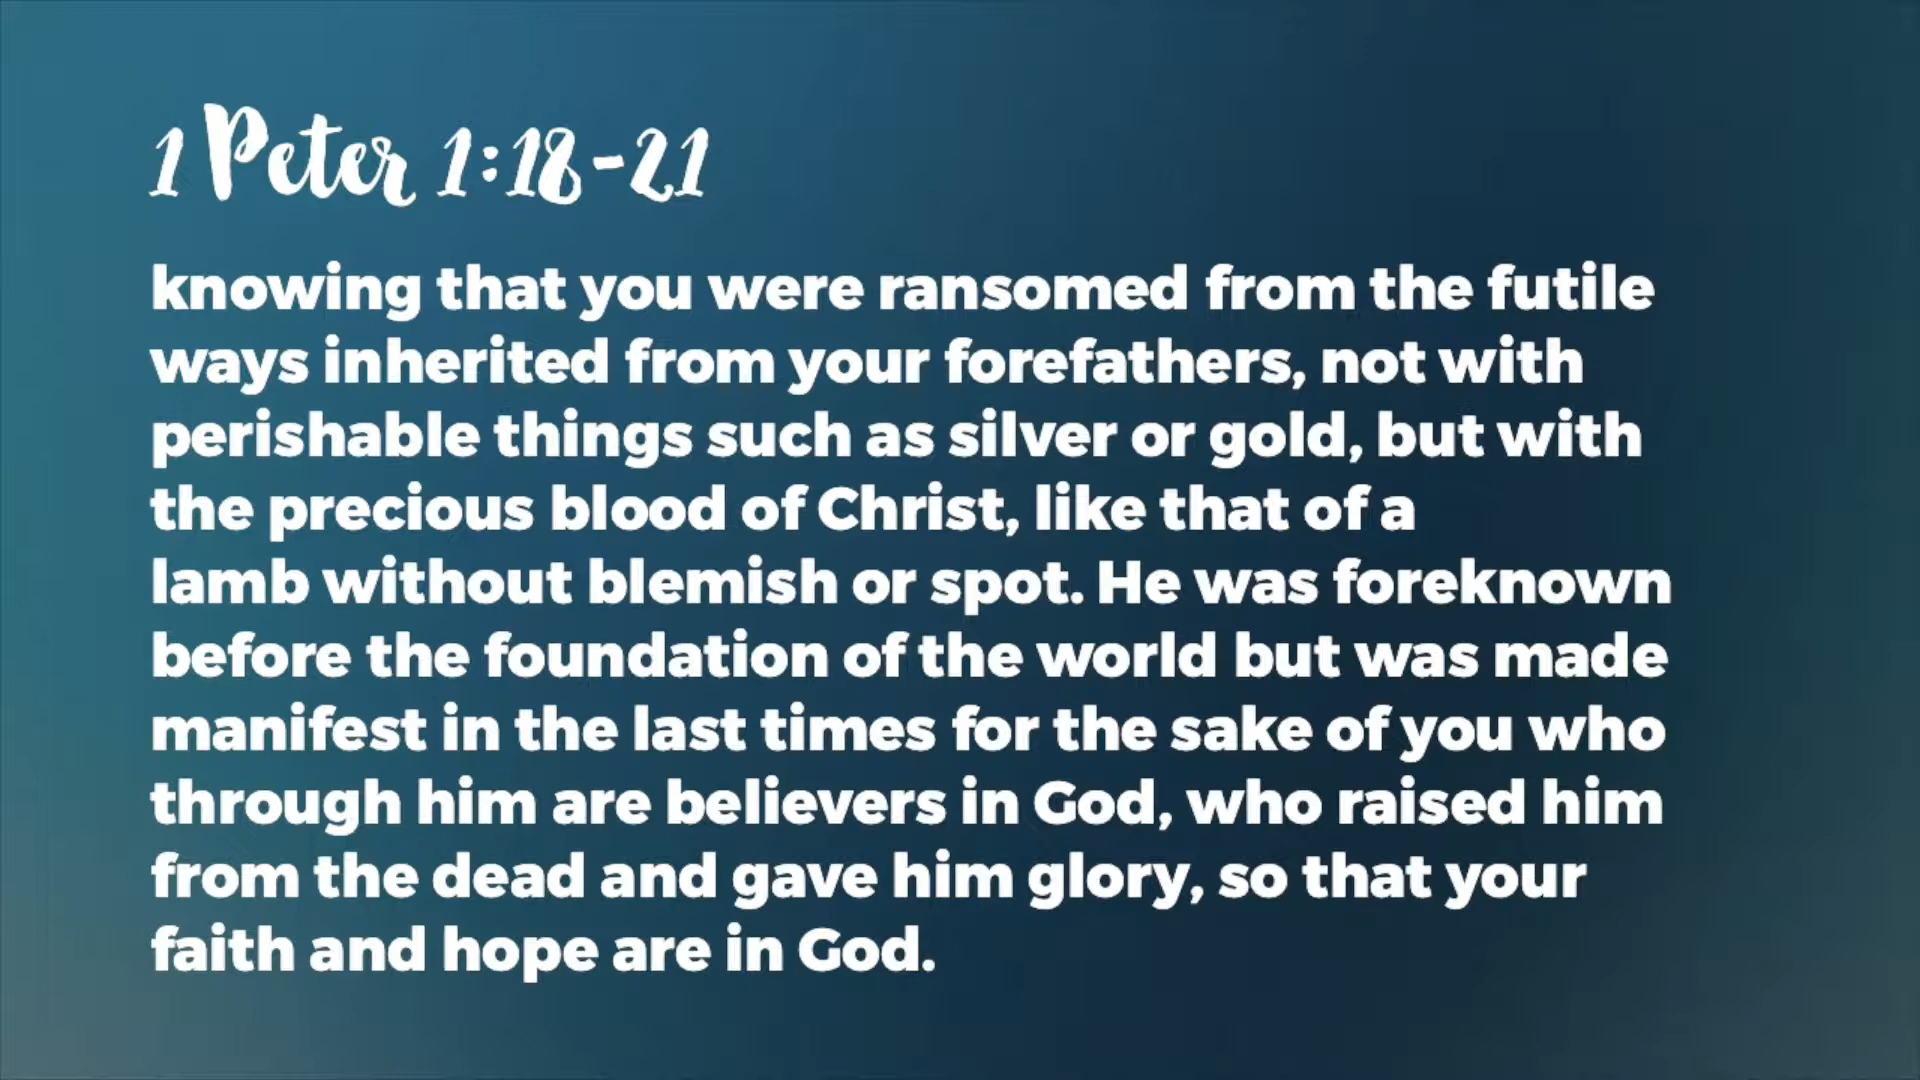 1 Peter 1:18-21
knowing that you were ransomed from the futile
ways inherited from your forefathers, not with
perishable things such as silver or gold, but with
the precious blood of Christ, like that of a
lamb without blemish or spot. He was foreknown
before the foundation of the world but was made
manifest in the last times for the sake of you who
through him are believers in God, who raised him
from the dead and gave him glory, so that your
faith and hope are in God.